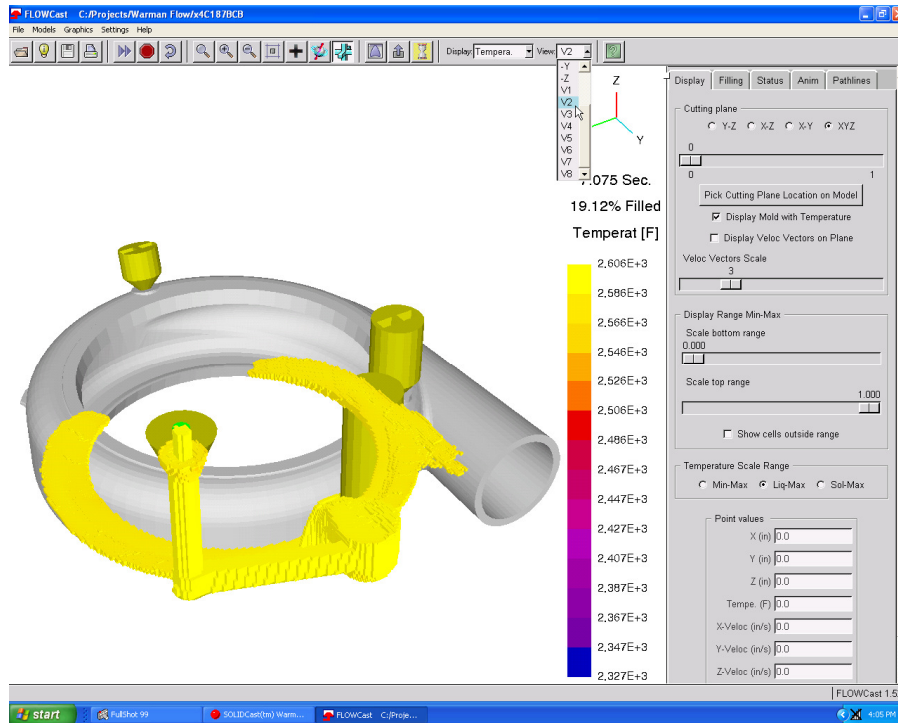 FLOWCast C:/Projects/Warman Flow/x4C187BCB
File Models Graphics Settings Help
Display: Tempera. View: V2
-Y
-Z
V1
V2
V3
V4
V5
V6
V7
V8
Z
Y
7.075 Sec.
19.12% Filled
Temperat [F]
2,606E+3
2,586E+3
2,566E+3
2,546E+3
2,526E+3
2,506E+3
2,486E+3
2,467E+3
2,447E+3
2,427E+3
2,407E+3
2,387E+3
2,367E+3
2,347E+3
2,327E+3
Display Filling Status Anim Pathlines
Cutting plane
Y-Z X-Z X-Y XYZ
0
0 1
Pick Cutting Plane Location on Model
Display Mold with Temperature
Display Veloc Vectors on Plane
Veloc Vectors Scale
3
Display Range Min-Max
Scale bottom range
0.000
Scale top range
1.000
Show cells outside range
Temperature Scale Range
Min-Max Liq-Max Sol-Max
Point values
X (in) 0.0
Y (in) 0.0
Z (in) 0.0
Tempe. (F) 0.0
X-Veloc (in/s) 0.0
Y-Veloc (in/s) 0.0
Z-Veloc (in/s) 0.0
FLOWCast 1.5
start FullShot 99 SOLIDCast(tm) Warm... FLOWCast C:/Proje... 4:05 PM